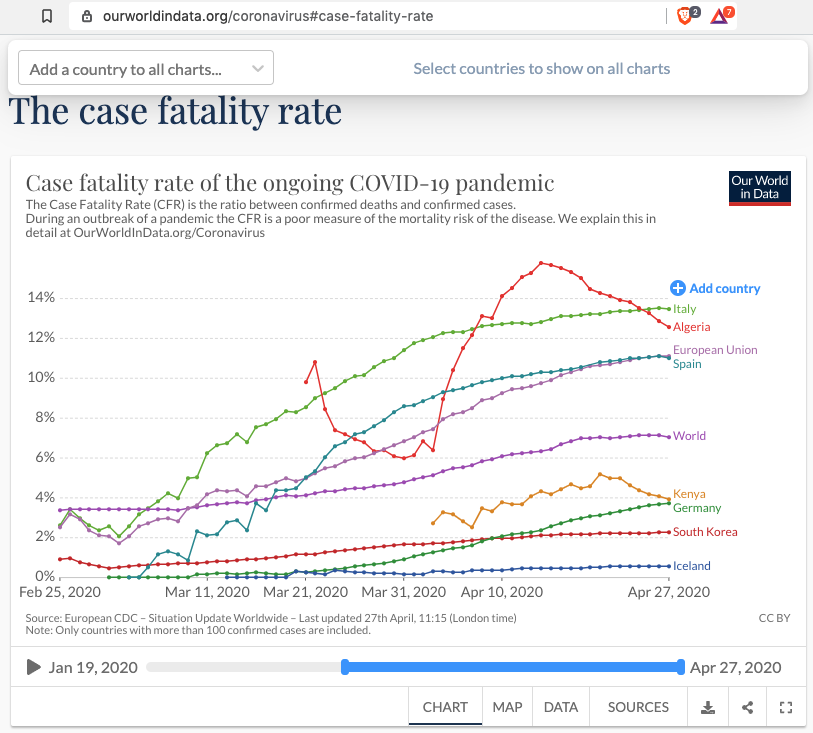 ourworldindata.org/coronavirus#case-fatality-rate
2
7
Add a country to all charts...
Select countries to show on all charts
The case fatality rate
Case fatality rate of the ongoing COVID-19 pandemic
The Case Fatality Rate (CFR) is the ratio between confirmed deaths and confirmed cases.
During an outbreak of a pandemic the CFR is a poor measure of the mortality risk of the disease. We explain this in
detail at OurWorldInData.org/Coronavirus
Our World
in Data
Add country
14%
12%
10%
8%
6%
4%
2%
0%
Italy
Algeria
European Union
Spain
World
Kenya
Germany
South Korea
Iceland
Feb 25, 2020
Mar 11, 2020
Mar 21, 2020
Mar 31, 2020
Apr 10, 2020
Apr 27, 2020
Source: European CDC – Situation Update Worldwide – Last updated 27th April, 11:15 (London time)
CC BY
Note: Only countries with more than 100 confirmed cases are included.
Jan 19, 2020
Apr 27, 2020
CHART
MAP
DATA
SOURCES